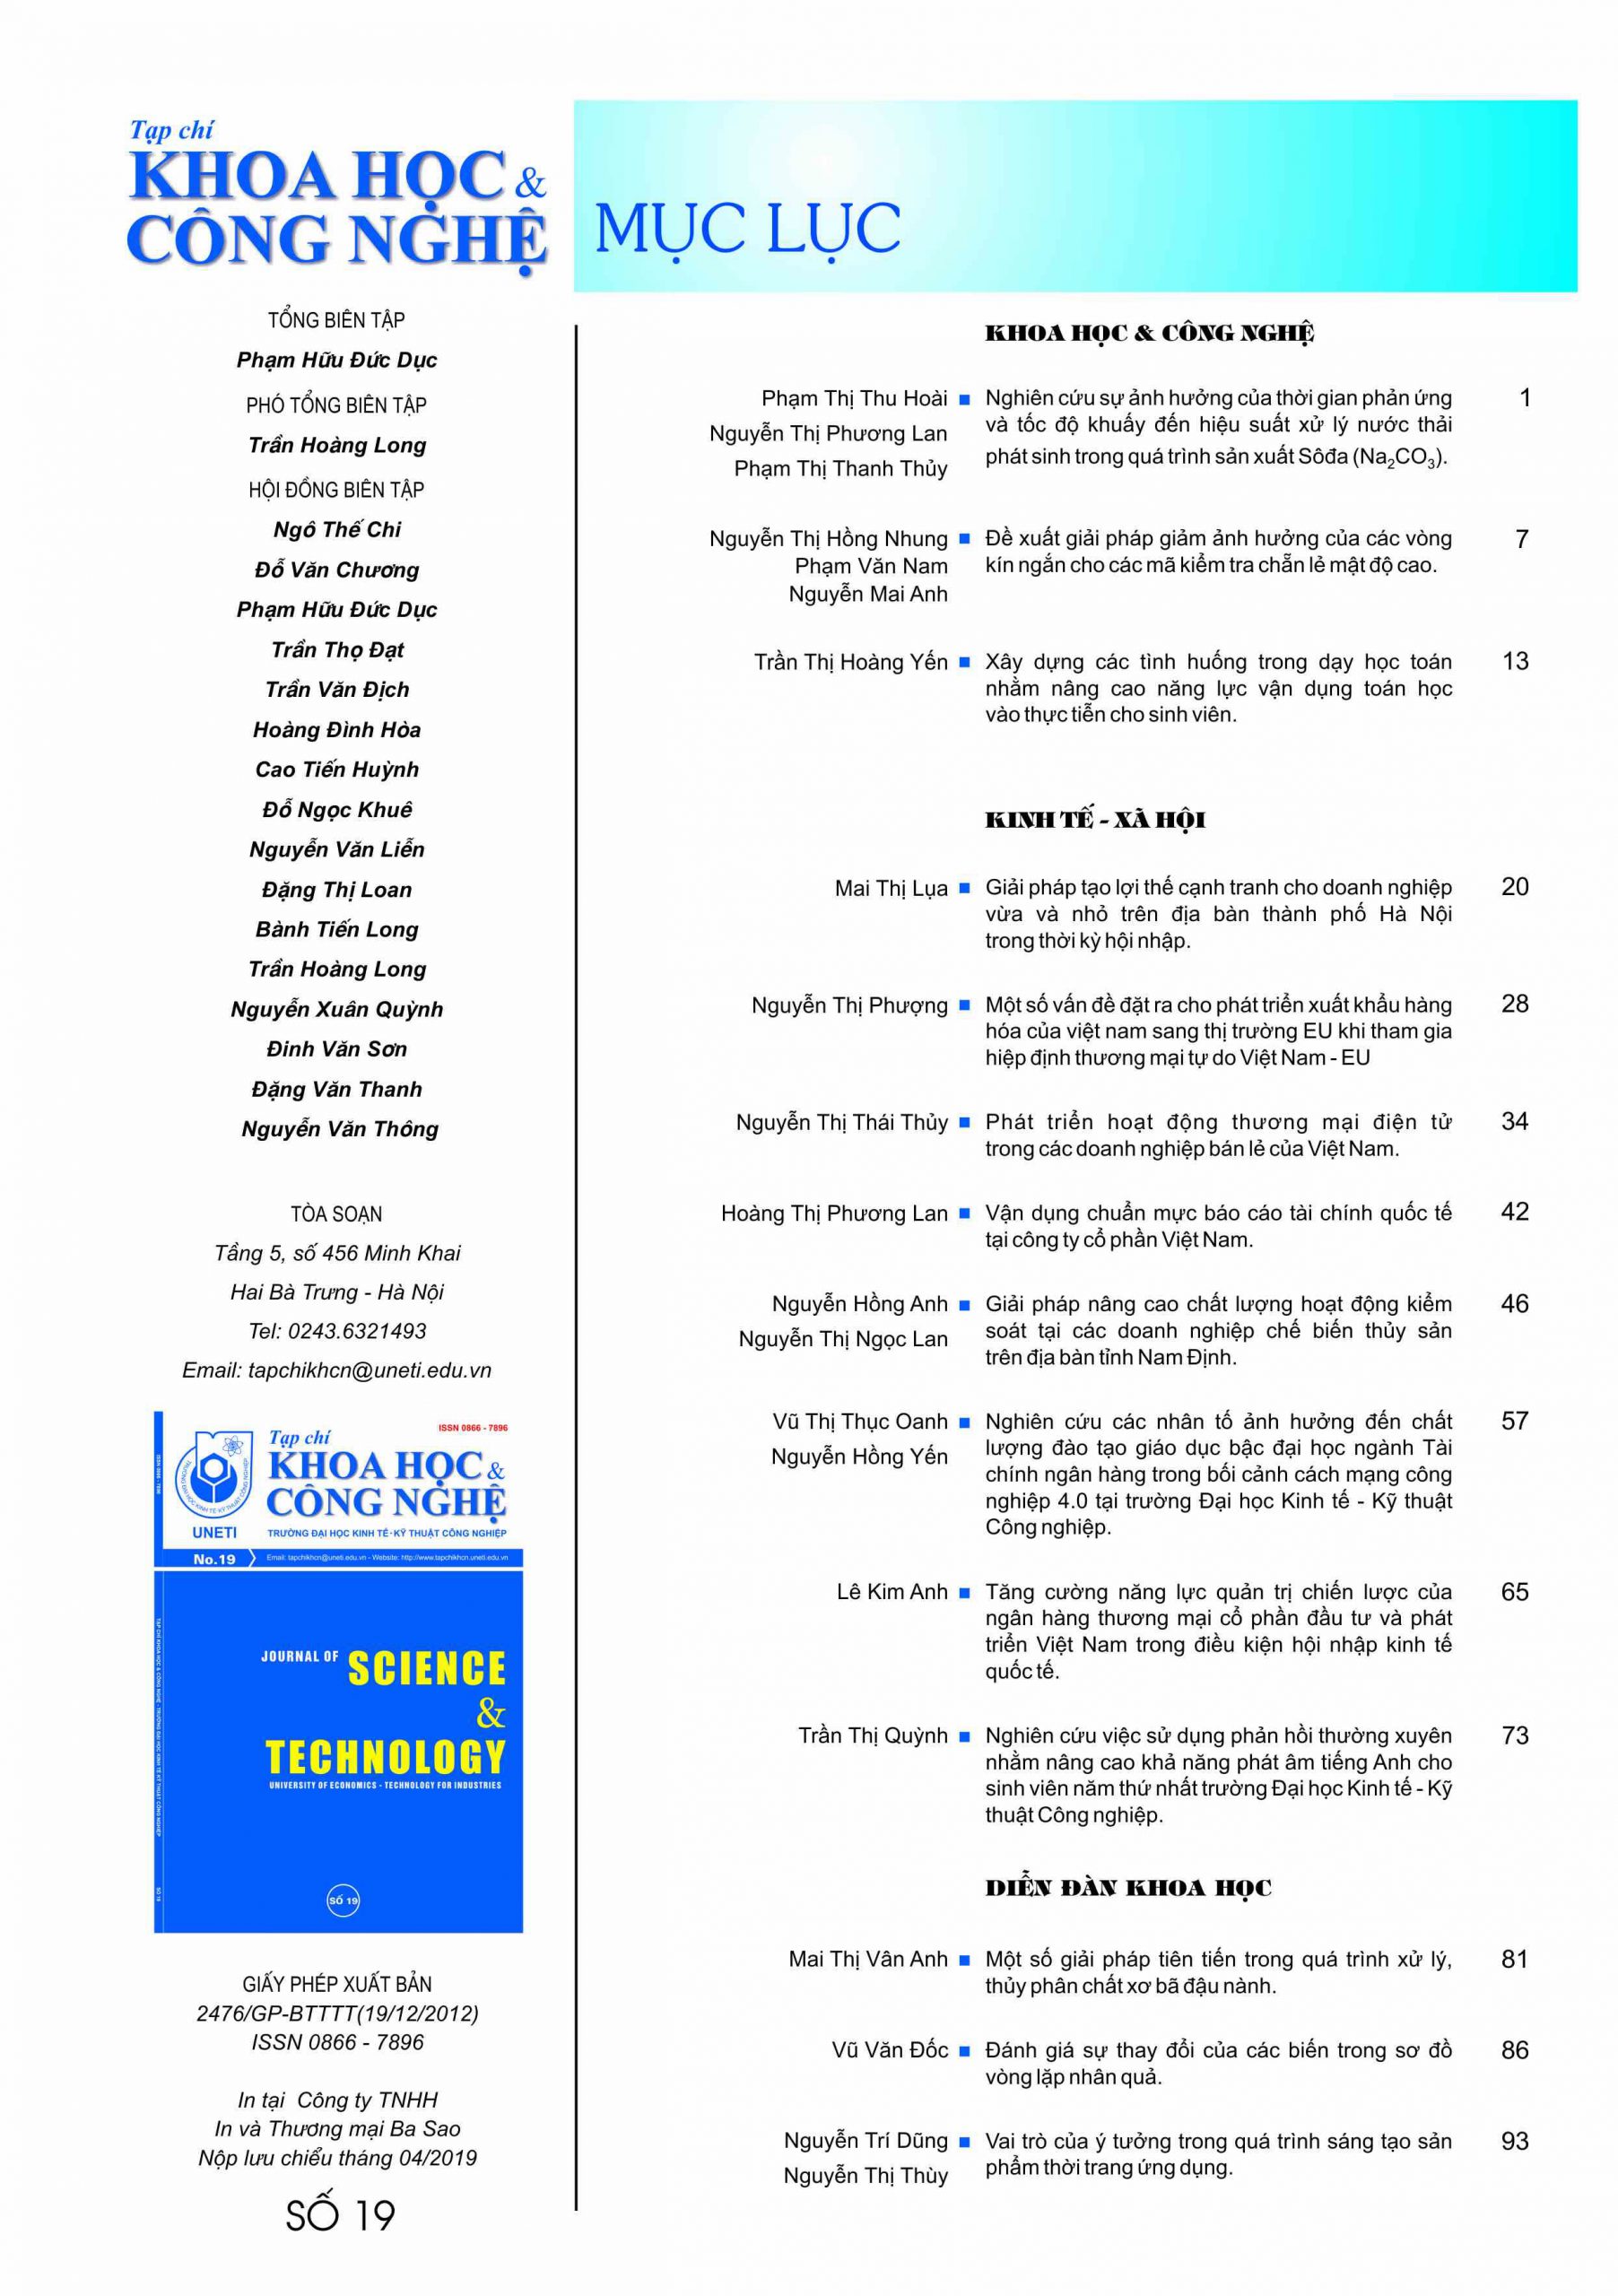 Tạp chí
KHOA HỌC &
CÔNG NGHỆ
MỤC LỤC
TỔNG BIÊN TẬP
Phạm Hữu Đức Dục
PHÓ TỔNG BIÊN TẬP
Trần Hoàng Long
HỘI ĐỒNG BIÊN TẬP
Ngô Thế Chi
Đỗ Văn Chương
Phạm Hữu Đức Dục
Trần Thọ Đạt
Trần Văn Địch
Hoàng Đình Hòa
Cao Tiến Huỳnh
Đỗ Ngọc Khuê
Nguyễn Văn Liễn
Đặng Thị Loan
Bành Tiến Long
Trần Hoàng Long
Nguyễn Xuân Quỳnh
Đinh Văn Sơn
Đặng Văn Thanh
Nguyễn Văn Thông
TÒA SOẠN
Tầng 5, số 456 Minh Khai
Hai Bà Trưng - Hà Nội
Tel: 0243.6321493
Email: tapchikhcn@uneti.edu.vn
ISSN 0866 - 7896
Tạp chí
KHOA HỌC &
CÔNG NGHỆ
UNETI
TRƯỜNG ĐẠI HỌC KINH TẾ - KỸ THUẬT CÔNG NGHIỆP
No.19
Email: tapchikhcn@uneti.edu.vn - Website: http://www.tapchikhcn.uneti.edu.vn
JOURNAL OF SCIENCE
&
TECHNOLOGY
UNIVERSITY OF ECONOMICS - TECHNOLOGY FOR INDUSTRIES
SỐ 19
GIẤY PHÉP XUẤT BẢN
2476/GP-BTTTT(19/12/2012)
ISSN 0866 - 7896
In tại Công ty TNHH
In và Thương mại Ba Sao
Nộp lưu chiểu tháng 04/2019
SỐ 19
KHOA HỌC & CÔNG NGHỆ
Phạm Thị Thu Hoài ■ Nghiên cứu sự ảnh hưởng của thời gian phản ứng 1
Nguyễn Thị Phương Lan và tốc độ khuấy đến hiệu suất xử lý nước thải
Phạm Thị Thanh Thủy phát sinh trong quá trình sản xuất Sôđa (Na₂CO₃).
Nguyễn Thị Hồng Nhung ■ Đề xuất giải pháp giảm ảnh hưởng của các vòng 7
Phạm Văn Nam kín ngắn cho các mã kiểm tra chẵn lẻ mật độ cao.
Nguyễn Mai Anh
Trần Thị Hoàng Yến ■ Xây dựng các tình huống trong dạy học toán 13
nhằm nâng cao năng lực vận dụng toán học
vào thực tiễn cho sinh viên.
KINH TẾ - XÃ HỘI
Mai Thị Lụa ■ Giải pháp tạo lợi thế cạnh tranh cho doanh nghiệp 20
vừa và nhỏ trên địa bàn thành phố Hà Nội
trong thời kỳ hội nhập.
Nguyễn Thị Phượng ■ Một số vấn đề đặt ra cho phát triển xuất khẩu hàng 28
hóa của việt nam sang thị trường EU khi tham gia
hiệp định thương mại tự do Việt Nam - EU
Nguyễn Thị Thái Thủy ■ Phát triển hoạt động thương mại điện tử 34
trong các doanh nghiệp bán lẻ của Việt Nam.
Hoàng Thị Phương Lan ■ Vận dụng chuẩn mực báo cáo tài chính quốc tế 42
tại công ty cổ phần Việt Nam.
Nguyễn Hồng Anh ■ Giải pháp nâng cao chất lượng hoạt động kiểm 46
Nguyễn Thị Ngọc Lan soát tại các doanh nghiệp chế biến thủy sản
trên địa bàn tỉnh Nam Định.
Vũ Thị Thục Oanh ■ Nghiên cứu các nhân tố ảnh hưởng đến chất 57
Nguyễn Hồng Yến lượng đào tạo giáo dục bậc đại học ngành Tài
chính ngân hàng trong bối cảnh cách mạng công
nghiệp 4.0 tại trường Đại học Kinh tế - Kỹ thuật
Công nghiệp.
Lê Kim Anh ■ Tăng cường năng lực quản trị chiến lược của 65
ngân hàng thương mại cổ phần đầu tư và phát
triển Việt Nam trong điều kiện hội nhập kinh tế
quốc tế.
Trần Thị Quỳnh ■ Nghiên cứu việc sử dụng phản hồi thường xuyên 73
nhằm nâng cao khả năng phát âm tiếng Anh cho
sinh viên năm thứ nhất trường Đại học Kinh tế - Kỹ
thuật Công nghiệp.
DIỄN ĐÀN KHOA HỌC
Mai Thị Vân Anh ■ Một số giải pháp tiên tiến trong quá trình xử lý, 81
thủy phân chất xơ bã đậu nành.
Vũ Văn Đốc ■ Đánh giá sự thay đổi của các biến trong sơ đồ 86
vòng lặp nhân quả.
Nguyễn Trí Dũng ■ Vai trò của ý tưởng trong quá trình sáng tạo sản 93
Nguyễn Thị Thùy phẩm thời trang ứng dụng.